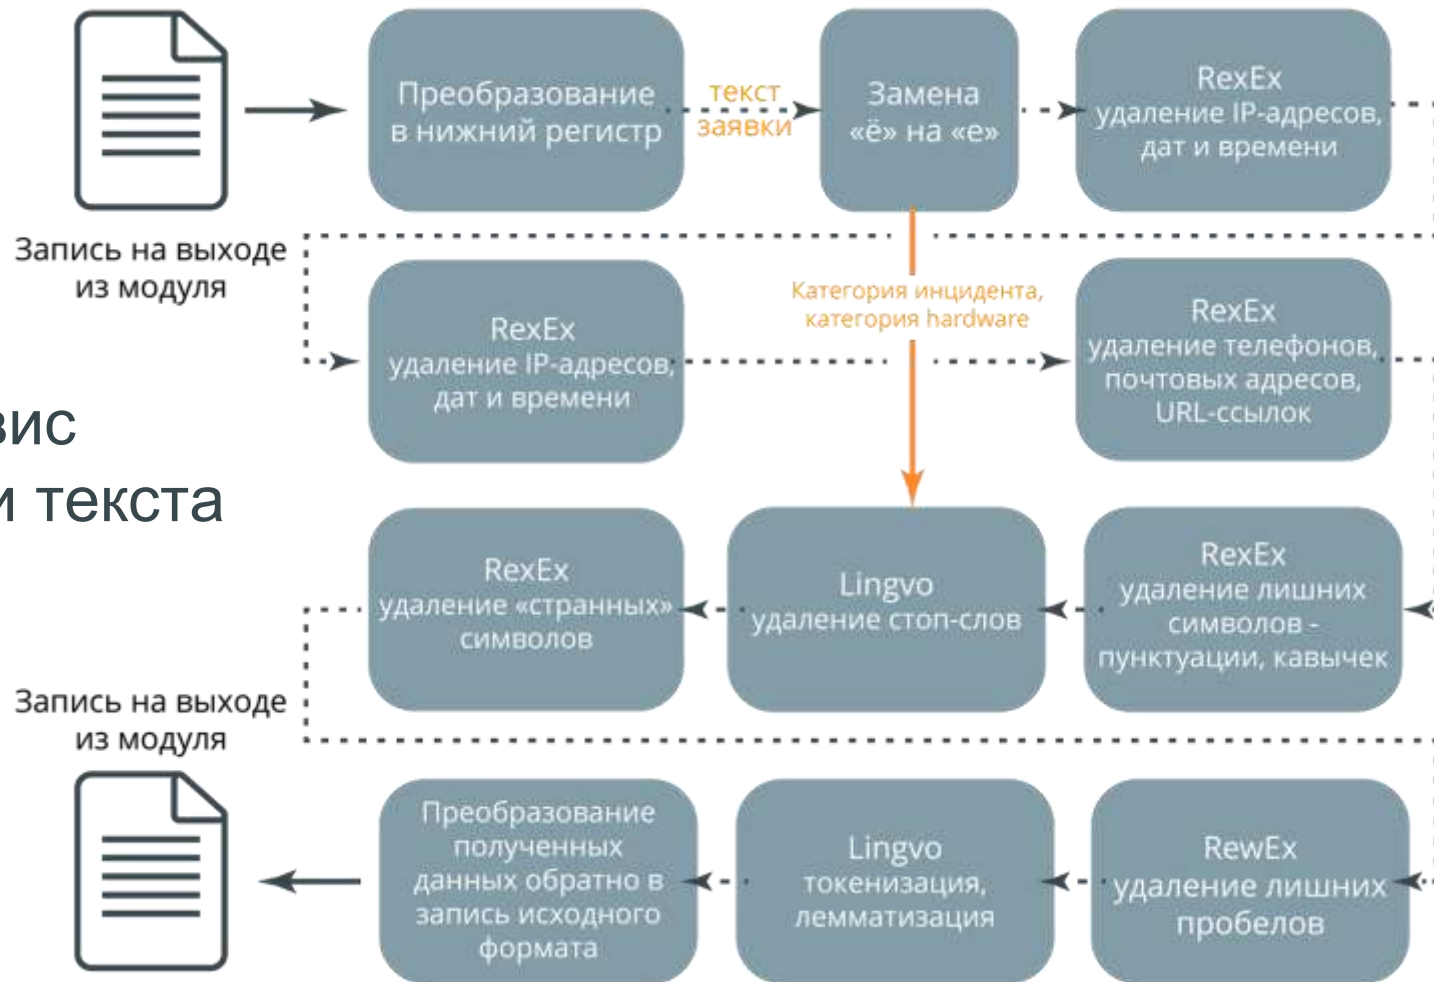 Преобразование
в нижний регистр
текст
заявки
Замена
«ё» на «е»
RexEx
удаление IP-адресов,
дат и времени
Запись на выходе
из модуля
Категория инцидента,
категория hardware
RexEx
удаление IP-адресов,
дат и времени
RexEx
удаление телефонов,
почтовых адресов,
URL-ссылок
вис
и текста
RexEx
удаление «странных»
символов
Lingvo
удаление стоп-слов
RexEx
удаление лишних
символов -
пунктуации, кавычек
Запись на выходе
из модуля
Преобразование
полученных
данных обратно в
запись исходного
формата
Lingvo
токенизация,
лемматизация
RewEx
удаление лишних
пробелов